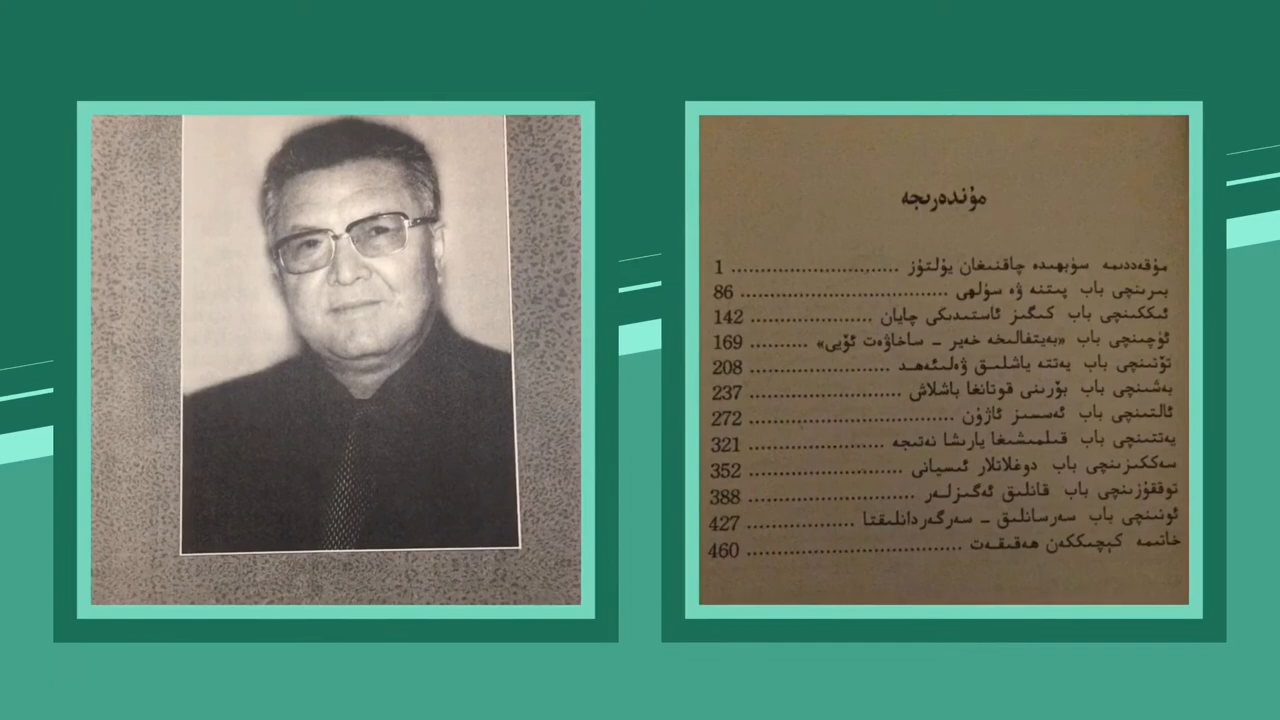 مۇندەرىجە
مۇقەددىمە سۈبھىدە چاقنىغان يۇلتۇز ........................ 1
بىرىنچى باب پىتنە ۋە سۈلھى ........................ 86
ئىككىنچى باب كىگىز ئاستىدىكى چايان ........................ 142
ئۈچىنچى باب «بەيتفالىخە خەير - ساخاۋەت ئۆيى» .......... 169
تۆتىنچى باب يەتتە ياشلىق ۋەلىئەھد ........................ 208
بەشىنچى باب بۆرىنى قوتانغا باشلاش ........................ 237
ئالتىنچى باب ئەسسىز ئاژۇن ........................ 272
يەتتىنچى باب قىلمىشىغا يارىشا نەتىجە ........................ 321
سەككىزىنچى باب دوغلاتلار ئىسيانى ........................ 352
توققۇزىنچى باب قانلىق ئەگىزلەر ........................ 388
ئونىنچى باب سەرسانلىق - سەرگەردانلىقتا ................ 427
خاتىمە كېچىككەن ھەقىقەت ........................ 460